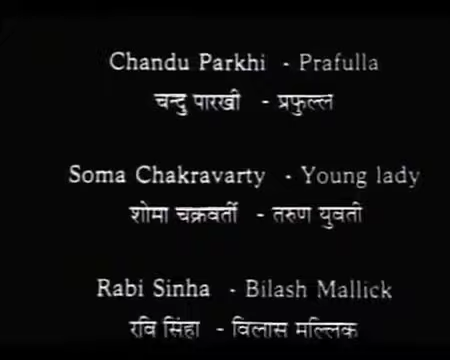 Chandu Parkhi - Prafulla
चन्दु पारखी - प्रफुल्ल
Soma Chakravarty - Young lady
शोमा चक्रवर्ती - तरुण युवती
Rabi Sinha - Bilash Mallick
रवि सिंहा - विलास मल्लिक